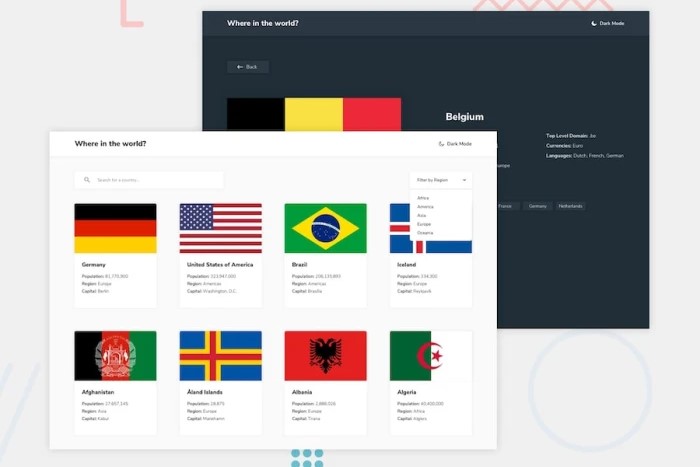 Where in the world?
Dark Mode
Back
Belgium
Top Level Domain: .be
Currencies: Euro
Languages: Dutch, French, German
France
Germany
Netherlands
Where in the world?
Dark Mode
Search for a country...
Filter by Region
Africa
America
Asia
Europe
Oceania
Germany
Population: 81,770,900
Region: Europe
Capital: Berlin
United States of America
Population: 323,947,000
Region: Americas
Capital: Washington, D.C.
Brazil
Population: 206,135,893
Region: Americas
Capital: Brasília
Iceland
Population: 334,300
Region: Europe
Capital: Reykjavík
Afghanistan
Population: 27,657,145
Region: Asia
Capital: Kabul
Åland Islands
Population: 28,875
Region: Europe
Capital: Mariehamn
Albania
Population: 2,886,026
Region: Europe
Capital: Tirana
Algeria
Population: 40,400,000
Region: Africa
Capital: Algiers